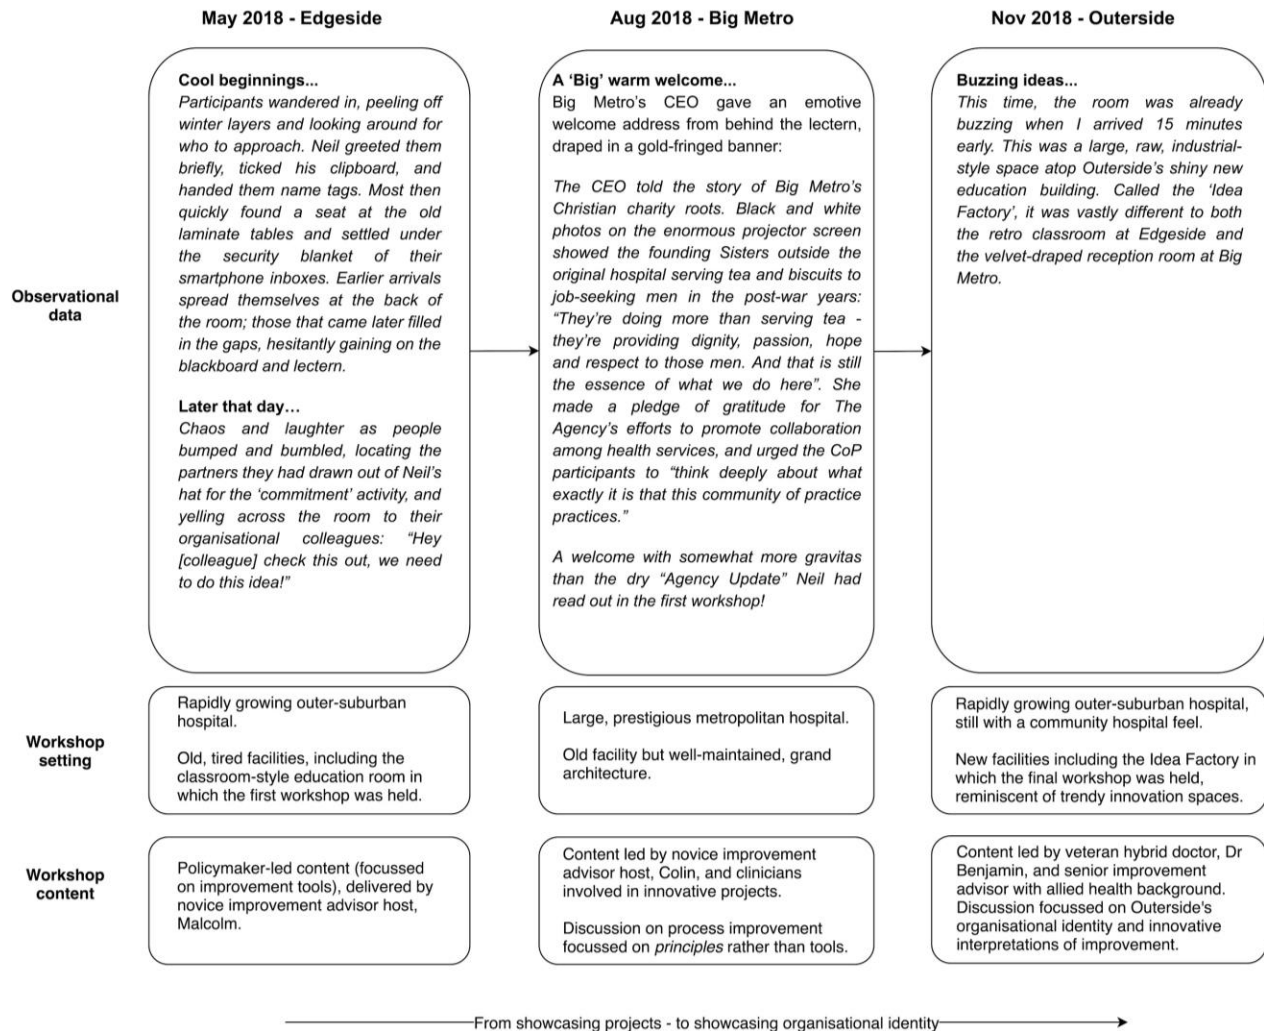 May 2018 - Edgeside
Aug 2018 - Big Metro
Nov 2018 - Outerside
Observational
data
Cool beginnings...
Participants wandered in, peeling off
winter layers and looking around for
who to approach. Neil greeted them
briefly, ticked his clipboard, and
handed them name tags. Most then
quickly found a seat at the old
laminate tables and settled under
the security blanket of their
smartphone inboxes. Earlier arrivals
spread themselves at the back of
the room; those that came later filled
in the gaps, hesitantly gaining on the
blackboard and lectern.
Later that day…
Chaos and laughter as people
bumped and bumbled, locating the
partners they had drawn out of Neil's
hat for the 'commitment' activity, and
yelling across the room to their
organisational colleagues: "Hey
[colleague] check this out, we need
to do this idea!"
A 'Big' warm welcome...
Big Metro's CEO gave an emotive
welcome address from behind the lectern,
draped in a gold-fringed banner:
The CEO told the story of Big Metro's
Christian charity roots. Black and white
photos on the enormous projector screen
showed the founding Sisters outside the
original hospital serving tea and biscuits to
job-seeking men in the post-war years:
"They're doing more than serving tea -
they're providing dignity, passion, hope
and respect to those men. And that is still
the essence of what we do here". She
made a pledge of gratitude for The
Agency's efforts to promote collaboration
among health services, and urged the CoP
participants to "think deeply about what
exactly it is that this community of practice
practices."
A welcome with somewhat more gravitas
than the dry "Agency Update" Neil had
read out in the first workshop!
Buzzing ideas...
This time, the room was already
buzzing when I arrived 15 minutes
early. This was a large, raw, industrial-
style space atop Outerside's shiny new
education building. Called the 'Idea
Factory', it was vastly different to both
the retro classroom at Edgeside and
the velvet-draped reception room at Big
Metro.
Workshop
setting
Rapidly growing outer-suburban
hospital.
Old, tired facilities, including the
classroom-style education room in
which the first workshop was held.
Large, prestigious metropolitan hospital.
Old facility but well-maintained, grand
architecture.
Rapidly growing outer-suburban hospital,
still with a community hospital feel.
New facilities including the Idea Factory in
which the final workshop was held,
reminiscent of trendy innovation spaces.
Workshop
content
Policymaker-led content (focussed
on improvement tools), delivered by
novice improvement advisor host,
Malcolm.
Content led by novice improvement
advisor host, Colin, and clinicians
involved in innovative projects.
Discussion on process improvement
focussed on principles rather than tools.
Content led by veteran hybrid doctor, Dr
Benjamin, and senior improvement
advisor with allied health background.
Discussion focussed on Outerside's
organisational identity and innovative
interpretations of improvement.
From showcasing projects - to showcasing organisational identity